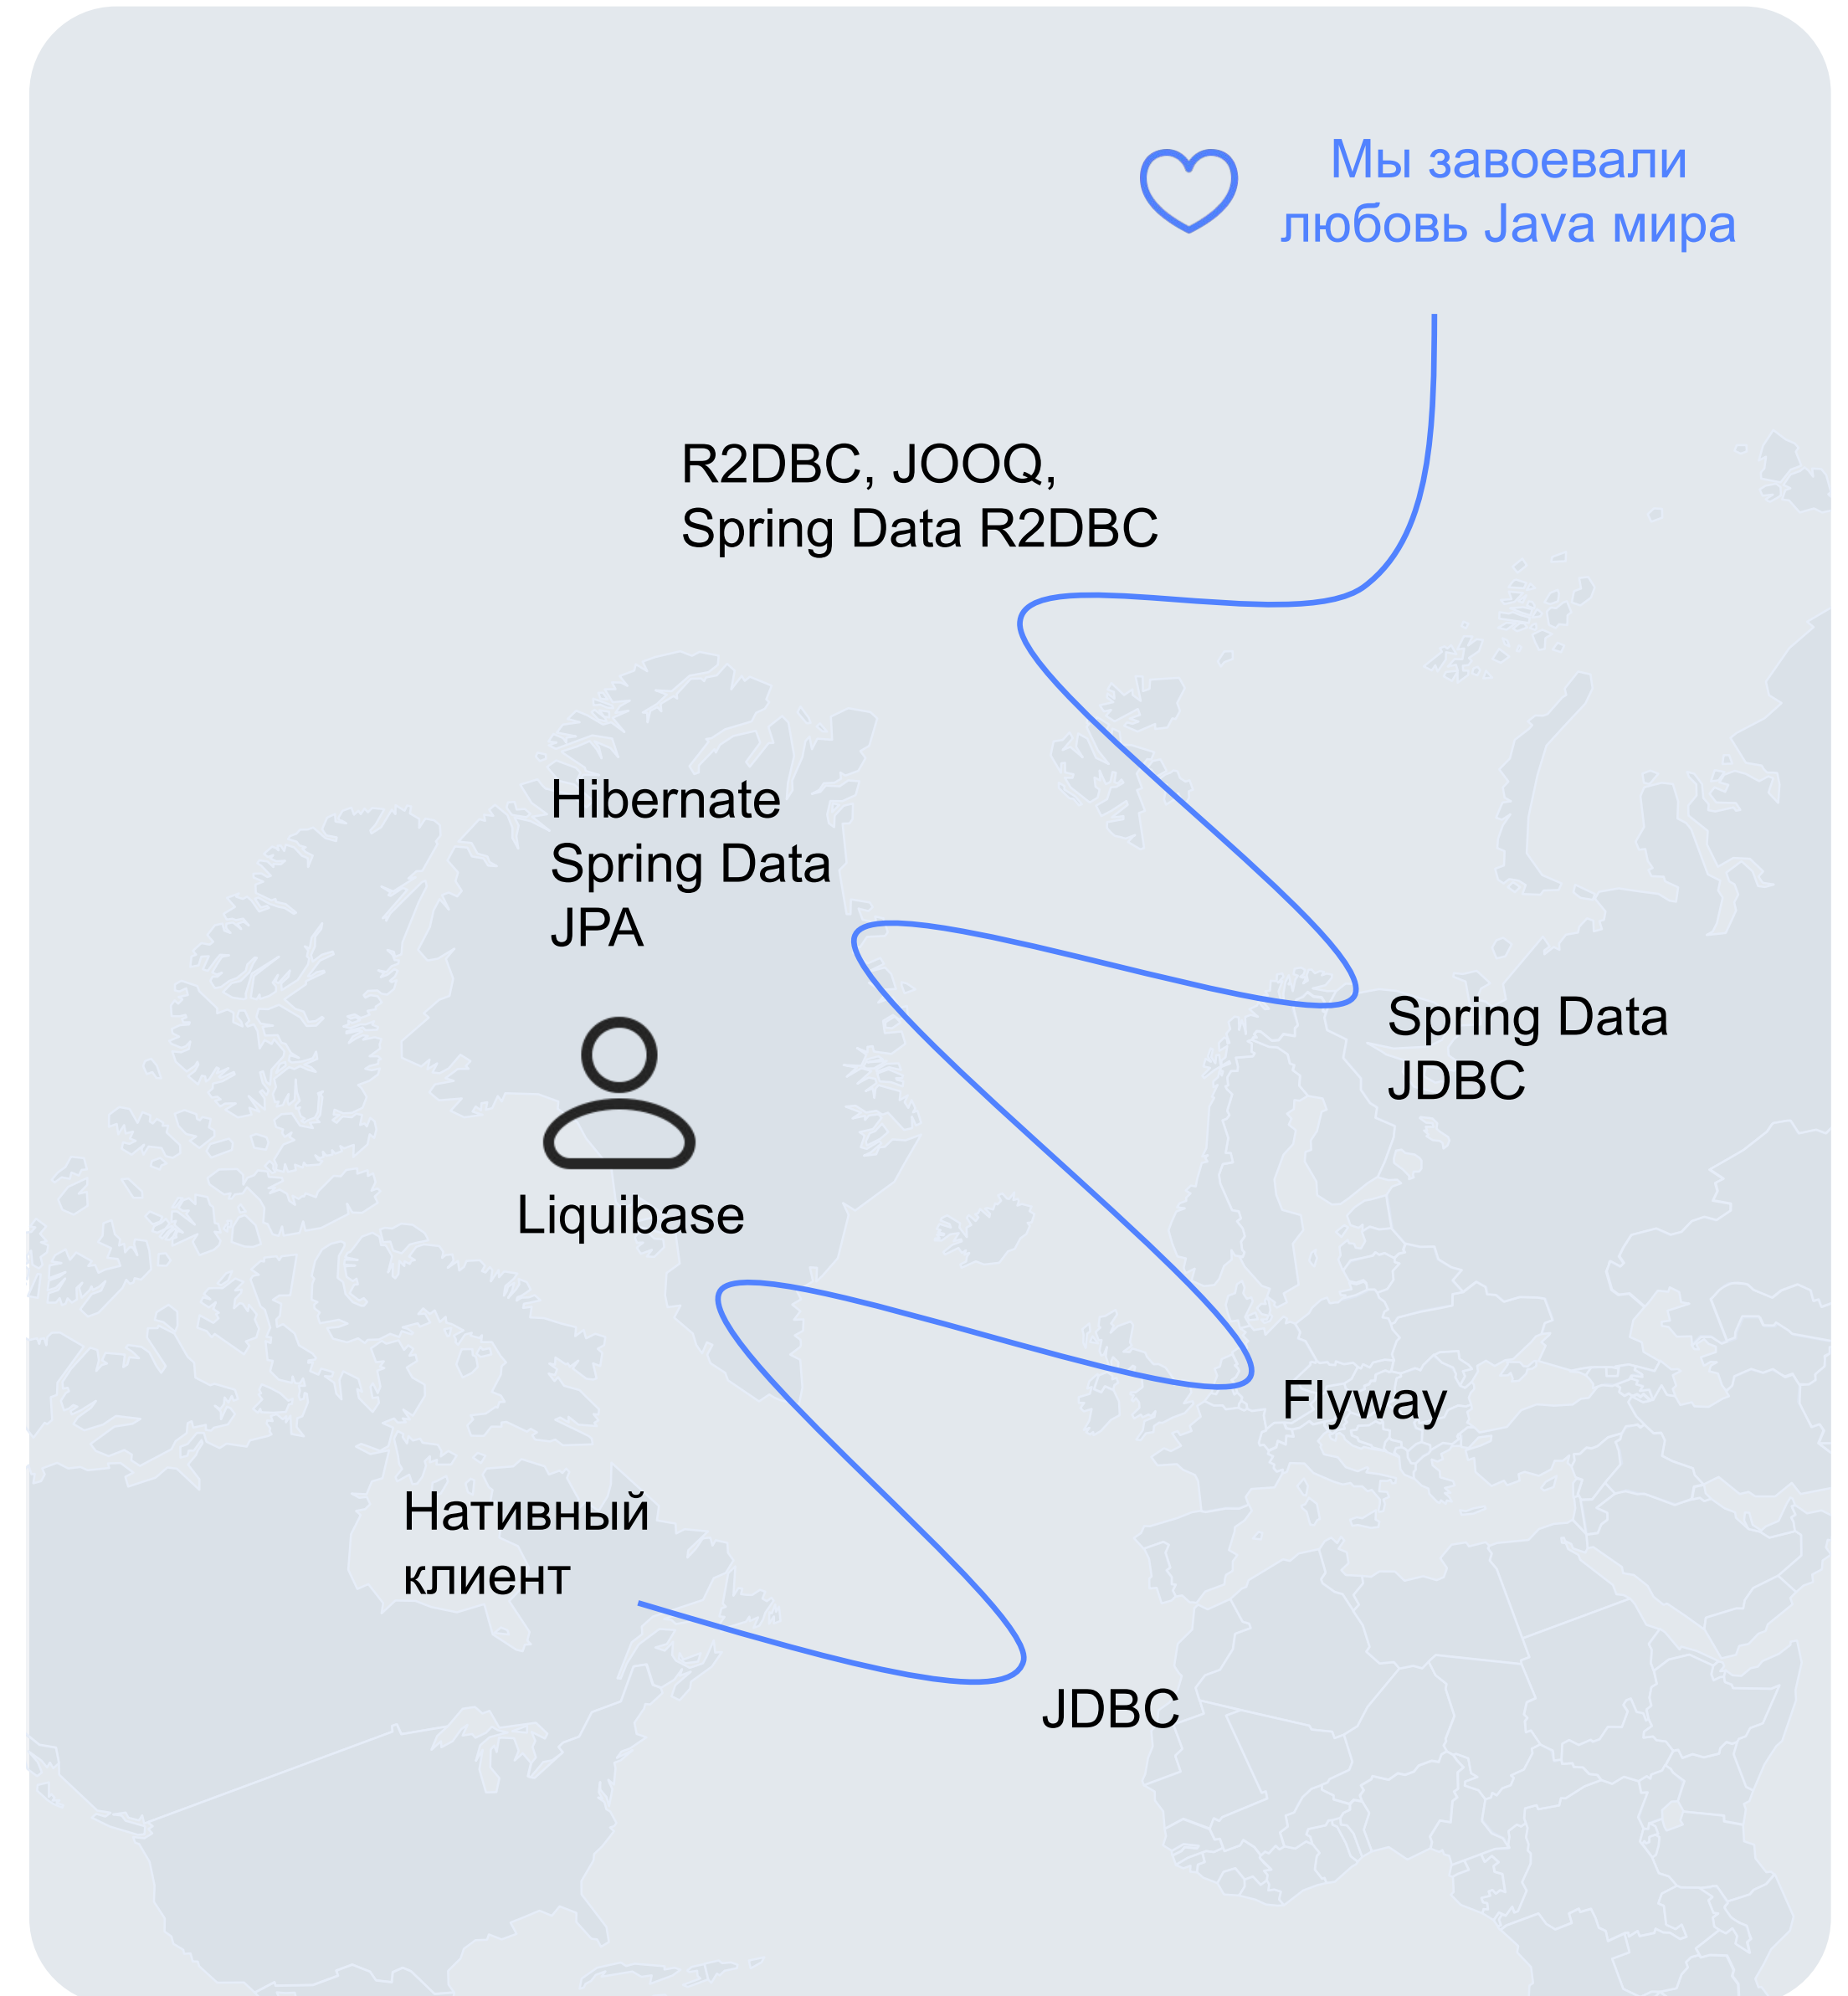 Мы завоевали
любовь Java мира
R2DBC, JOOQ,
Spring Data R2DBC
Hibernate
Spring Data
JPA
Spring Data
JDBC
Liquibase
Flyway
Нативный
клиент
JDBC